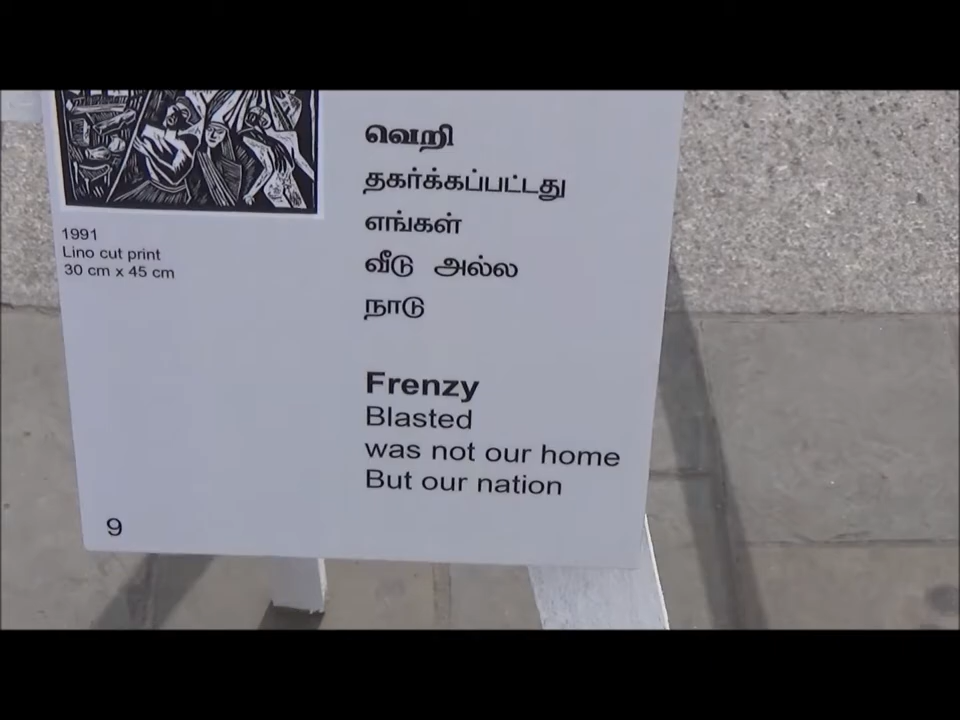 வெறி
தகர்க்கப்பட்டது
எங்கள்
வீடு அல்ல
நாடு
1991
Lino cut print
30 cm x 45 cm
Frenzy
Blasted
was not our home
But our nation
9